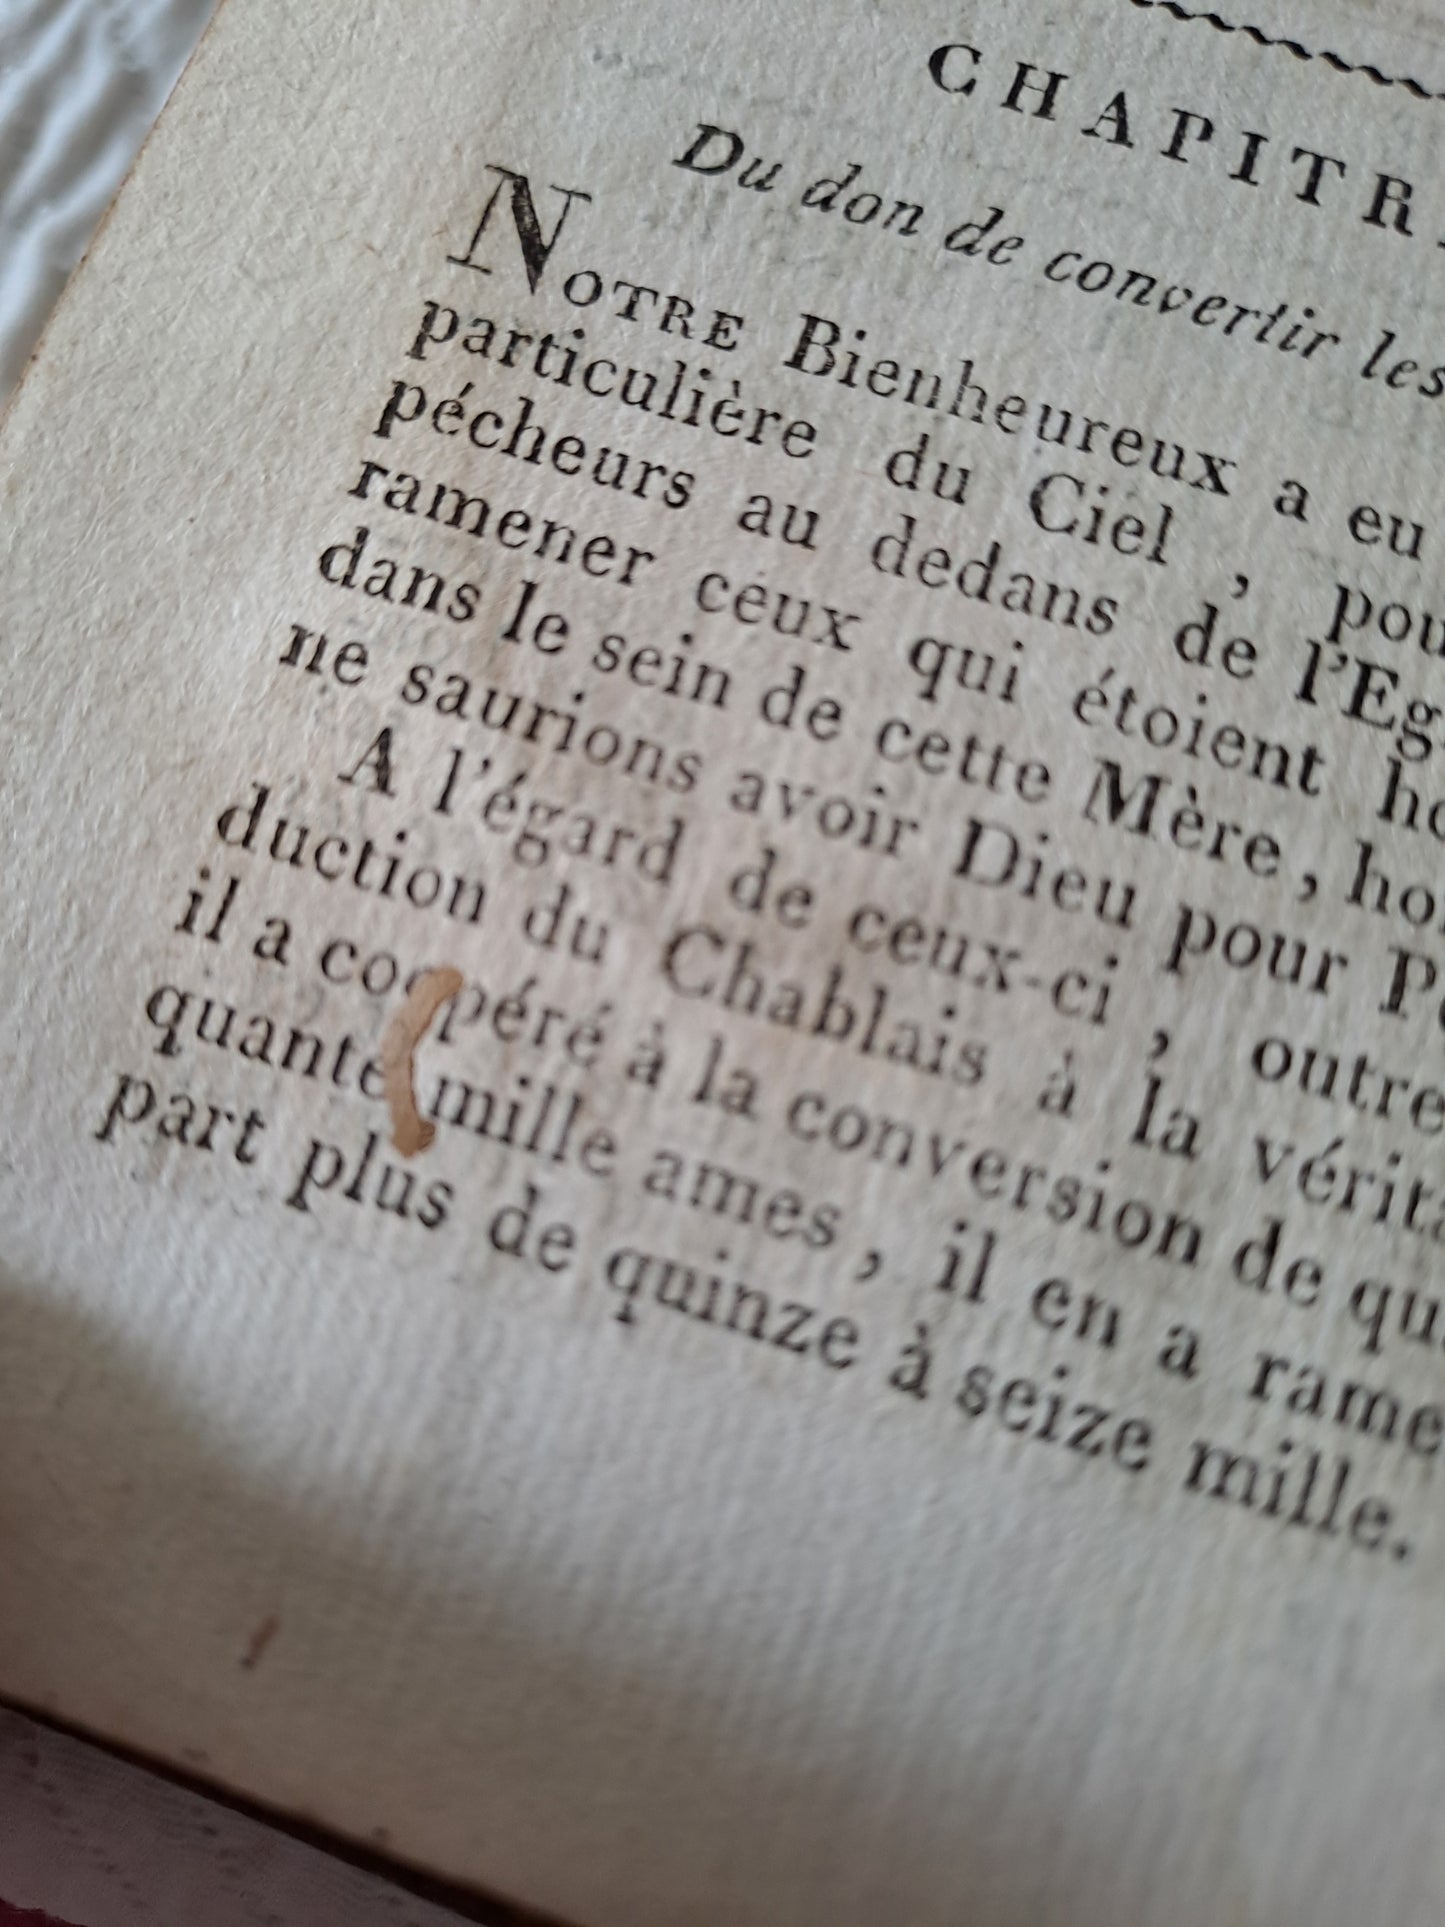 CHAPITR
Du don de convertir les
NOTRE Bienheureux a eu
particulière du Ciel , pou
pécheurs au dedans de l'Eg
ramener ceux qui étoient ho
dans le sein de cette Mère, ho
ne saurions avoir Dieu pour P
A l'égard de ceux-ci , outre
duction du Chablais à la vérit
il a coopéré à la conversion de qu
quante mille ames , il en a rame
part plus de quinze à seize mille.